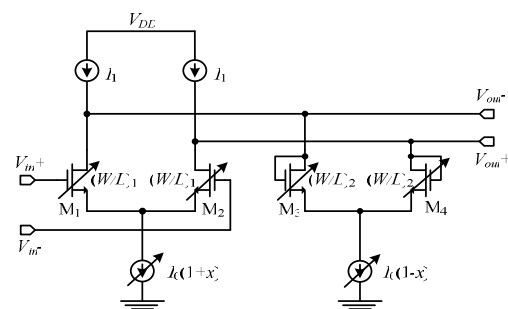 V_DD
I_1 I_1
V_out-
V_out+
V_in+ (W/L)_1 (W/L)_1 (W/L)_2 (W/L)_2
M_1 M_2 M_3 M_4
V_in-
I_0(1+x) I_0(1-x)